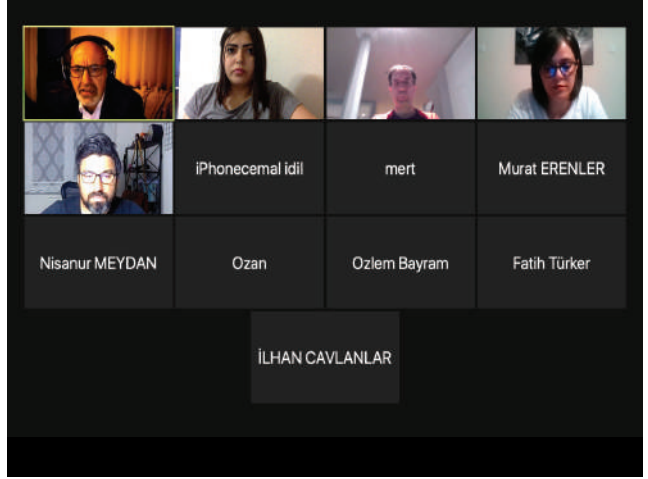 iPhonecemal idil
mert
Murat ERENLER
Nisanur MEYDAN
Ozan
Ozlem Bayram
Fatih Türker
İLHAN CAVLANLAR